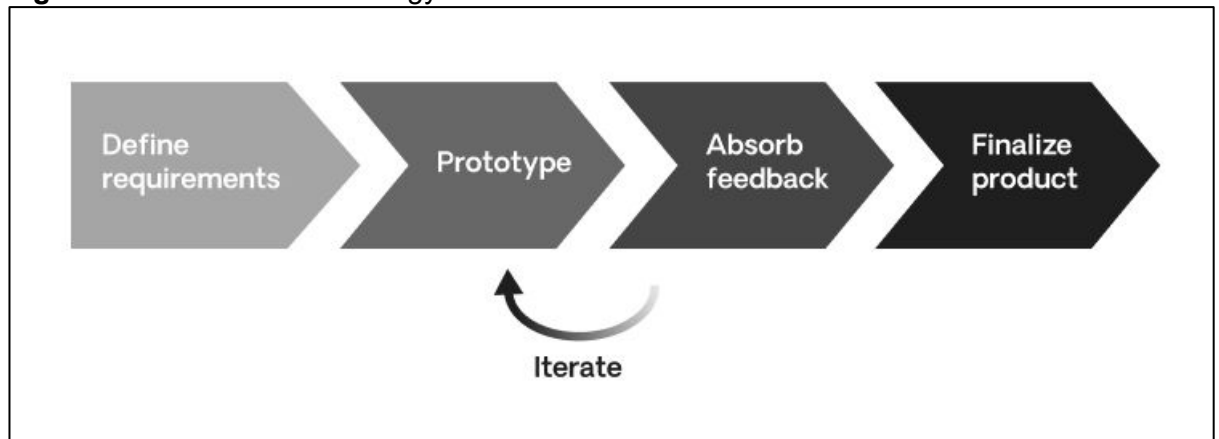 Define
requirements
Prototype
Absorb
feedback
Finalize
product
Iterate